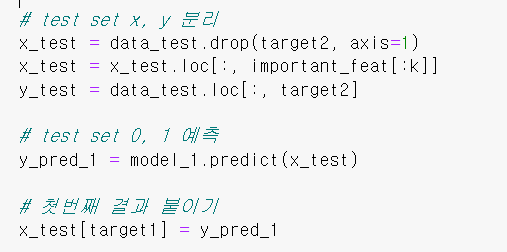 # test set x, y 분리
x_test = data_test.drop(target2, axis=1)
x_test = x_test.loc[:, important_feat[:k]]
y_test = data_test.loc[:, target2]
# test set 0, 1 예측
y_pred_1 = model_1.predict(x_test)
# 첫번째 결과 붙이기
x_test[target1] = y_pred_1